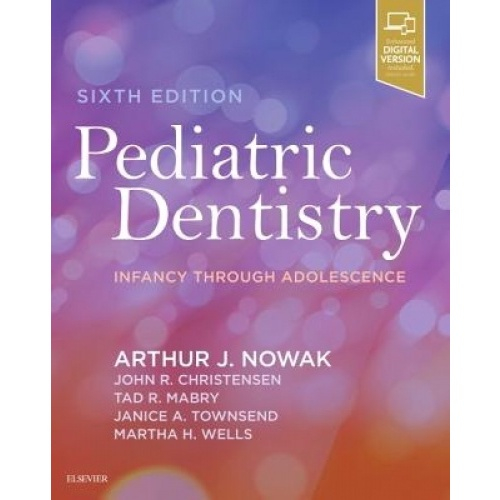 Enhanced
DIGITAL
VERSION
Included
SIXTH EDITION
Pediatric
Dentistry
INFANCY THROUGH ADOLESCENCE
ARTHUR J. NOWAK
JOHN R. CHRISTENSEN
TAD R. MABRY
JANICE A. TOWNSEND
MARTHA H. WELLS
ELSEVIER